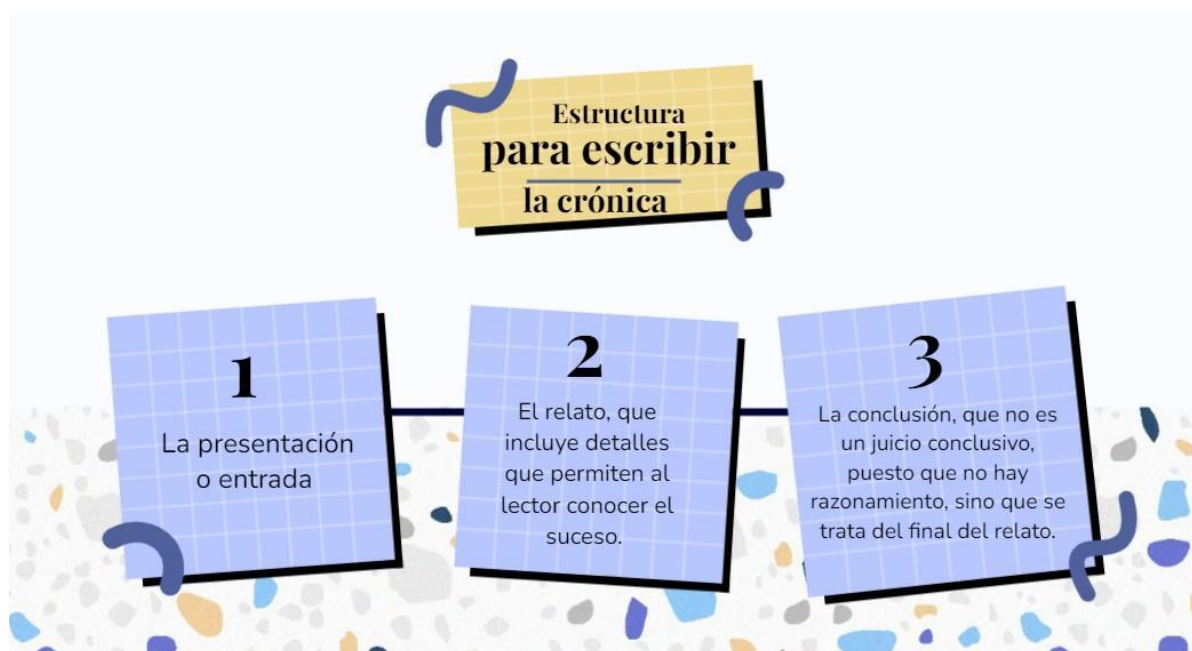 Estructura
para escribir
la crónica
1
La presentación
o entrada
2
El relato, que
incluye detalles
que permiten al
lector conocer el
suceso.
3
La conclusión, que no es
un juicio conclusivo,
puesto que no hay
razonamiento, sino que se
trata del final del relato.